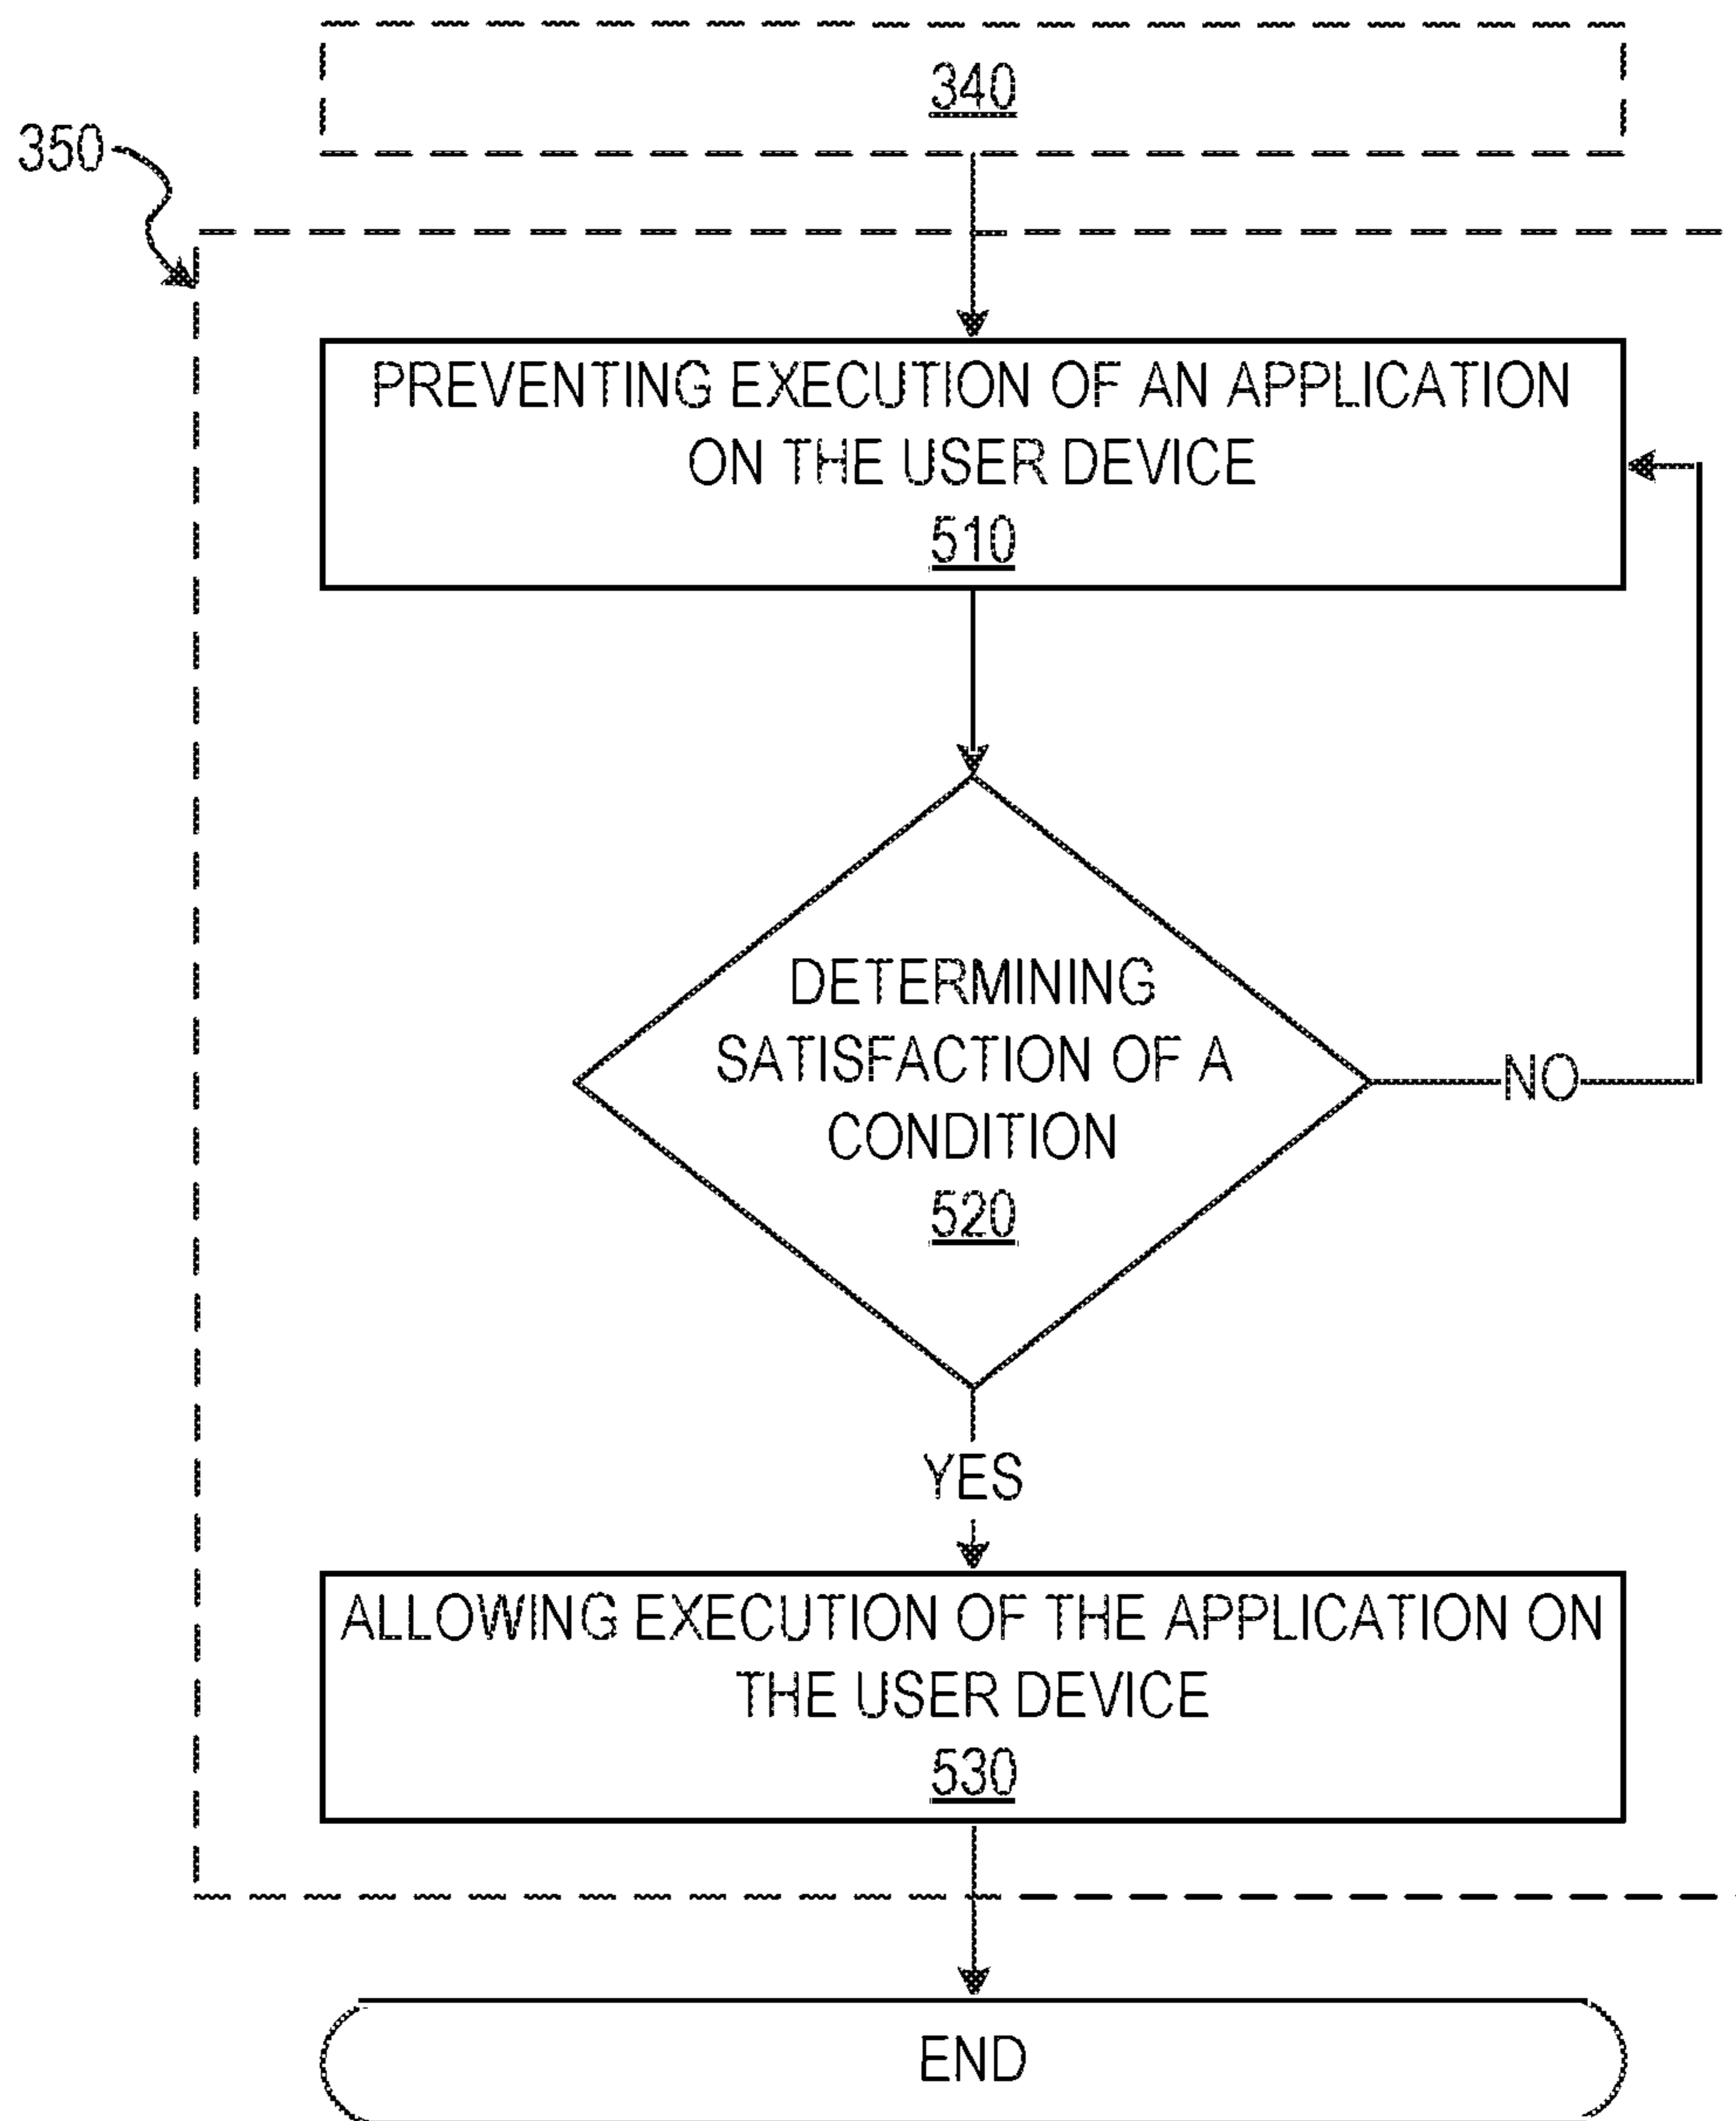 340
350
PREVENTING EXECUTION OF AN APPLICATION
ON THE USER DEVICE
510
DETERMINING
SATISFACTION OF A
CONDITION
520
NO
YES
ALLOWING EXECUTION OF THE APPLICATION ON
THE USER DEVICE
530
END